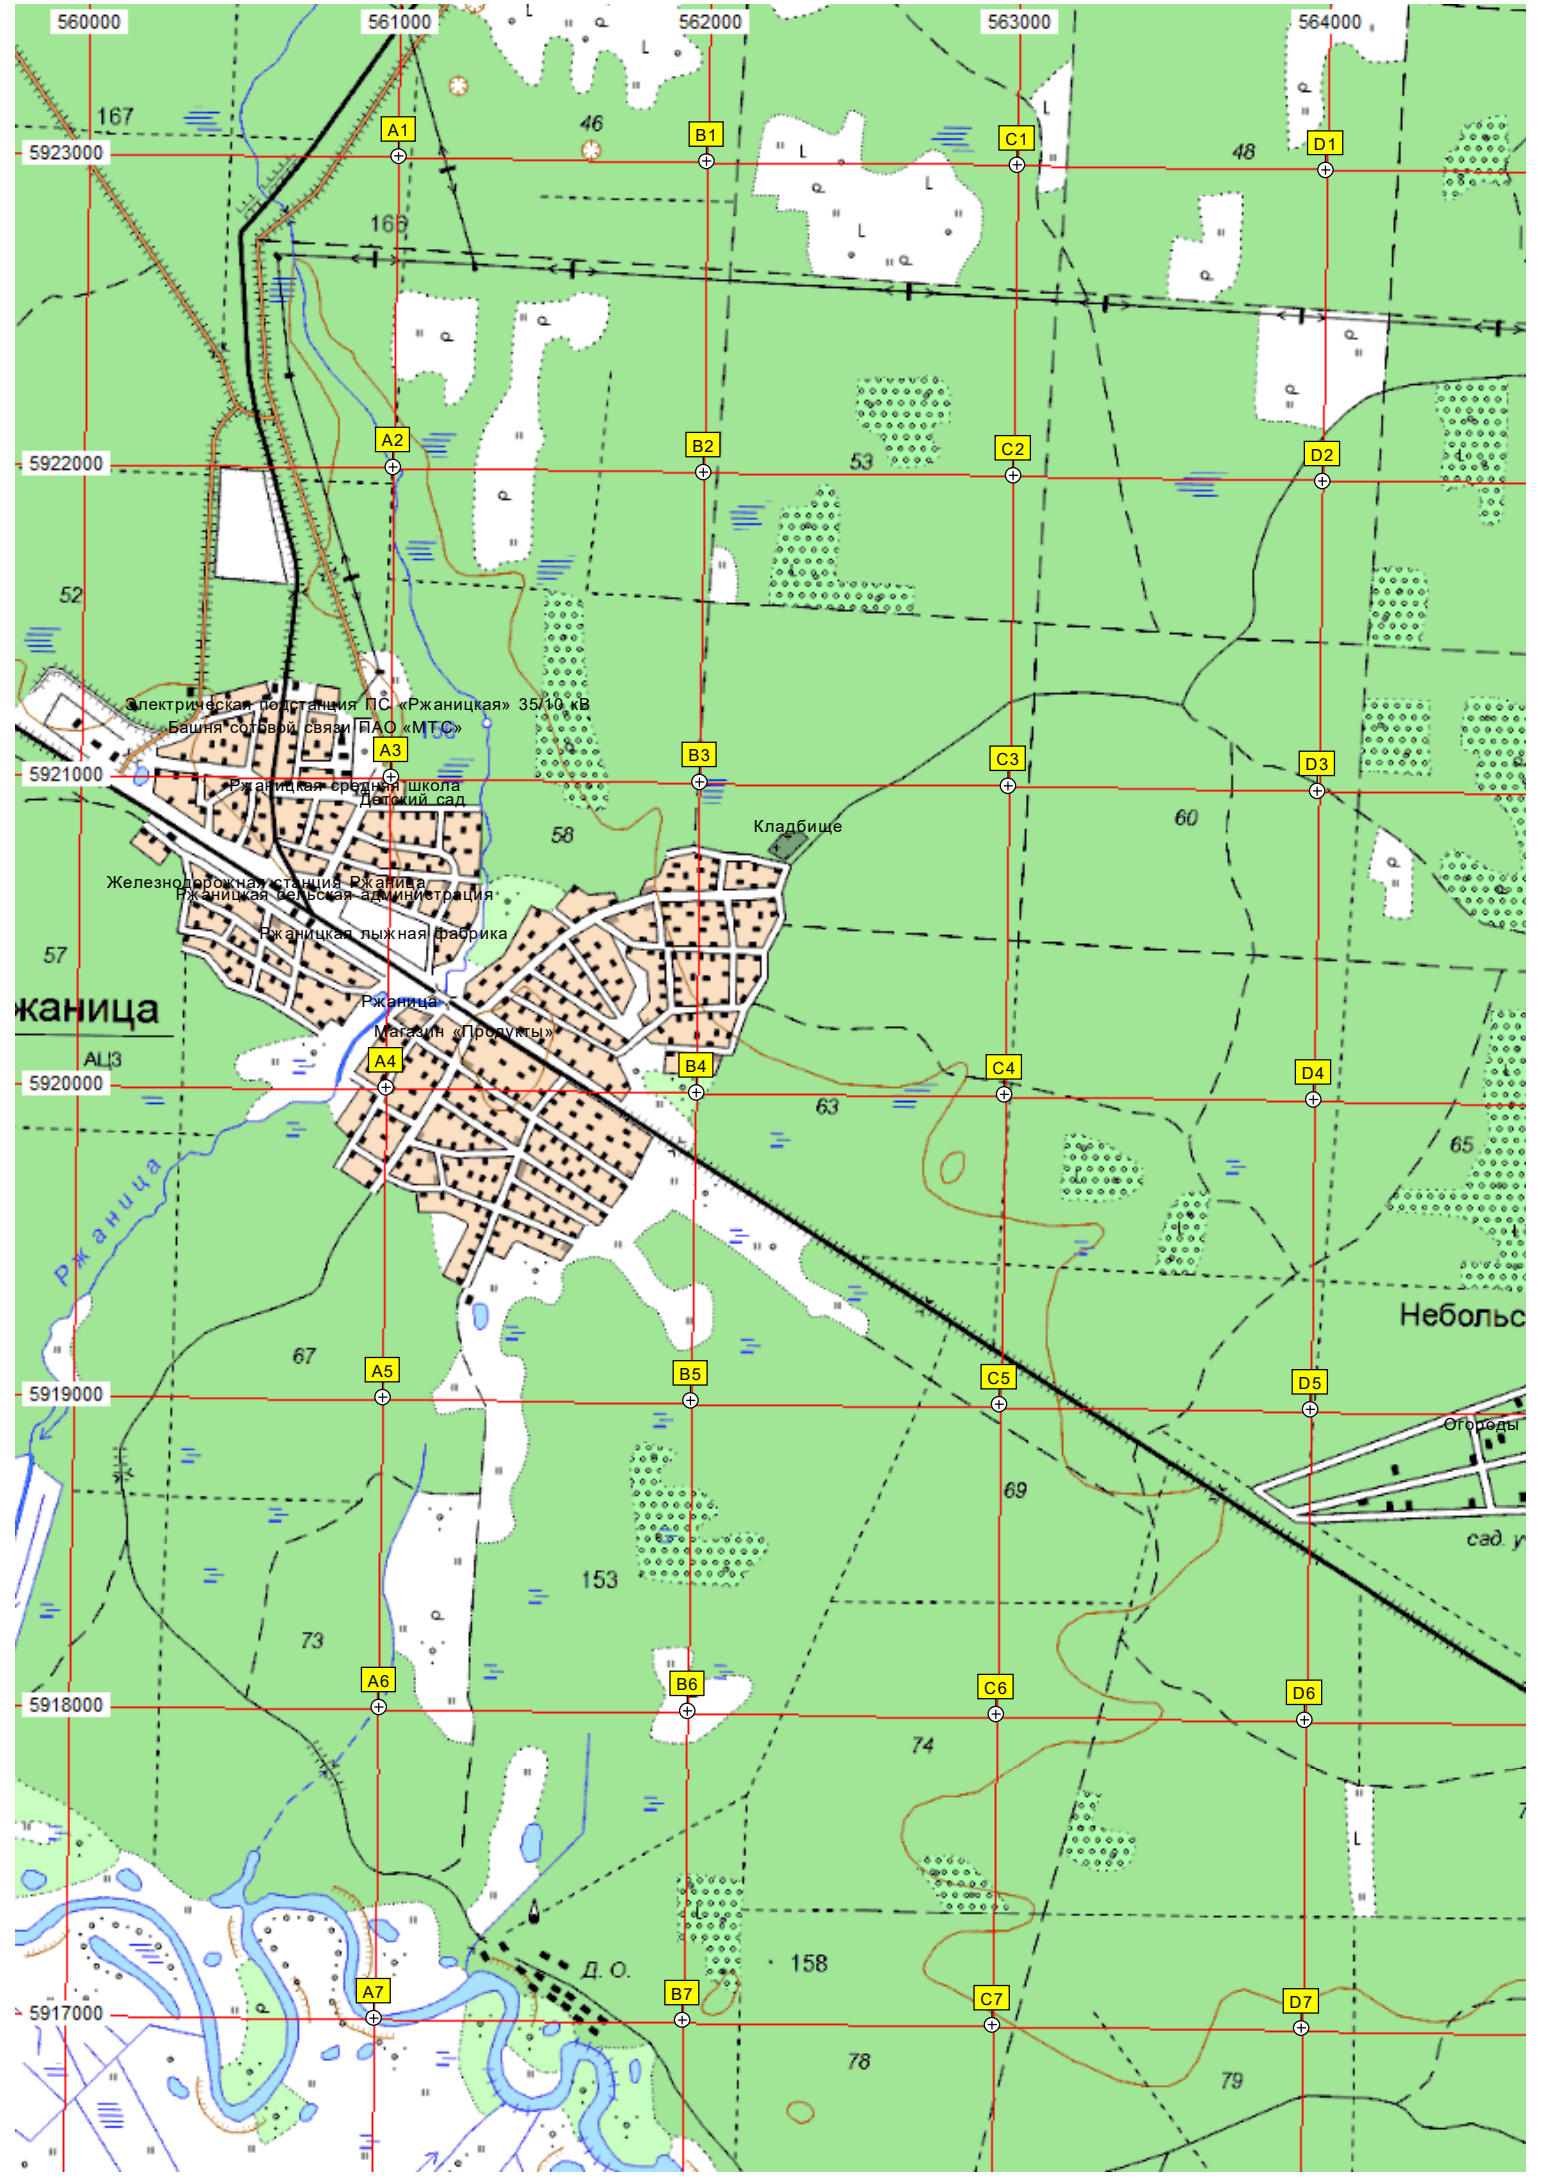 560000 561000 562000 563000 564000
L
L
167
46
L
A1
B1
C1
D1
5923000
L
48
L
166
L
A2
B2
C2
D2
5922000
53
L
52
L
Электрическая подстанция ПС «Ржаницкая» 35/10 кВ
Башня сотовой связи ПАО «МТС»
156
A3
B3
C3
D3
5921000
Ржаницкая средняя школа
Детский сад
58
Кладбище
60
Железнодорожная станция Ржаница
Ржаницкая сельская администрация
Ржаницкая лыжная фабрика
57
жаница
Ржаница
Магазин «Продукты»
АЦЗ
A4
B4
C4
D4
5920000
63
65
L
Ржаница
L
Небольс
67
A5
B5
C5
D5
5919000
Огороды
69
сад. у
153
73
A6
B6
C6
D6
5918000
74
7
L
L
158
Д. О.
A7
B7
C7
D7
5917000
78
79